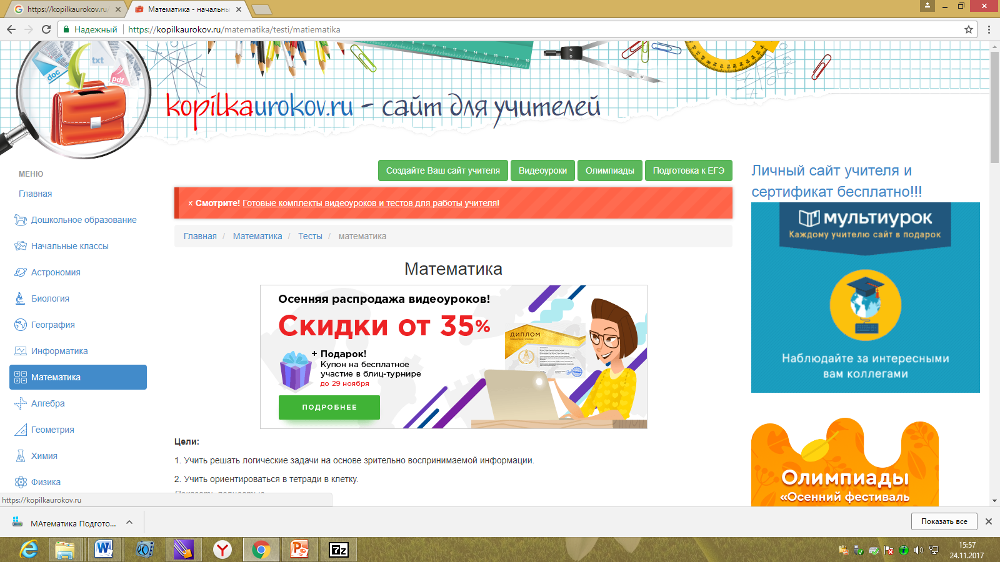 https://kopilkaurokov.ru/
Математика - начальны
Надежный
https://kopilkaurokov.ru/matematika/testi/matiematika
doc
txt
pdf
kopilkaurokov.ru - сайт для учителей
МЕНЮ
Главная
Дошкольное образование
Начальные классы
Астрономия
Биология
География
Информатика
Математика
Алгебра
Геометрия
Химия
Физика
Создайте Ваш сайт учителя
Видеоуроки
Олимпиады
Подготовка к ЕГЭ
× Смотрите! Готовые комплекты видеоуроков и тестов для работы учителя!
Главная / Математика / Тесты / математика
Математика
Осенняя распродажа видеоуроков!
Скидки от 35%
+ Подарок!
Купон на бесплатное
участие в блиц-турнире
до 29 ноября
ПОДРОБНЕЕ
ДИПЛОМ
Цели:
1. Учить решать логические задачи на основе зрительно воспринимаемой информации.
2. Учить ориентироваться в тетради в клетку.
Показать полностью
Личный сайт учителя и
сертификат бесплатно!!!
мультиурок
Каждому учителю сайт в подарок
Наблюдайте за интересными
вам коллегами
Олимпиады
«Осенний фестиваль
https://kopilkaurokov.ru
МАтематика Подгото...
Показать все
7z
15:57
24.11.2017